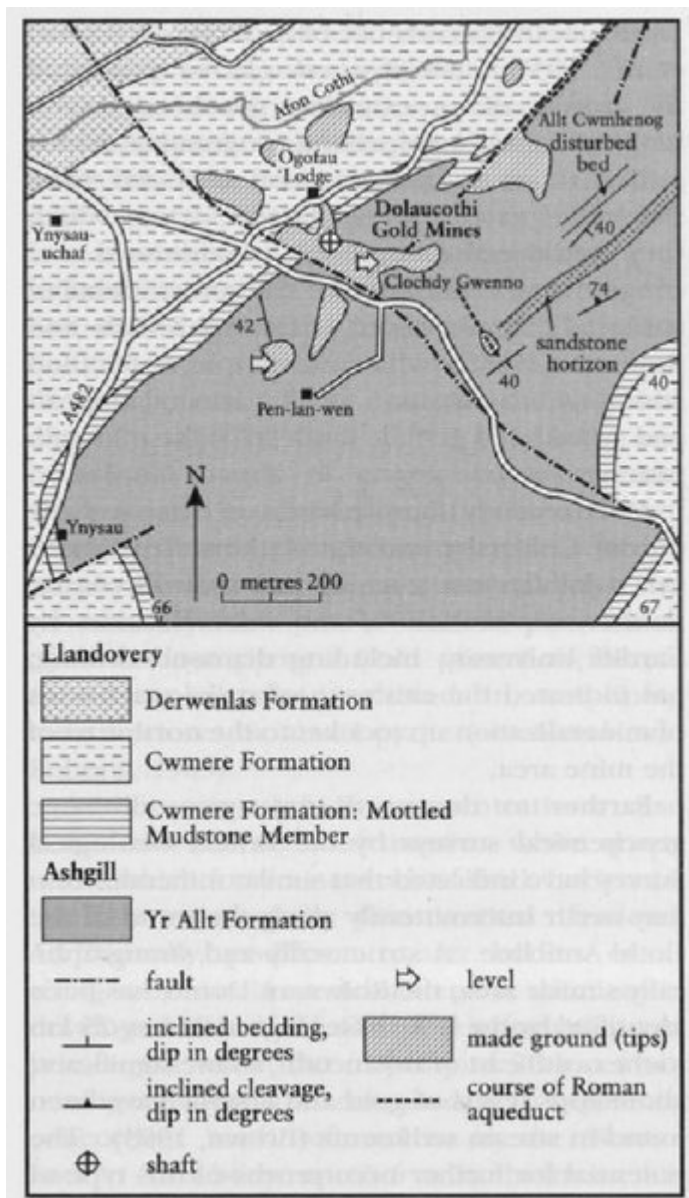 Afon Cothi
Allt Cwmhenog
disturbed
bed
Ogofau
Lodge
Dolaucothi
Gold Mines
Ynysau-
uchaf
40
Clochdy Gwenno
74
42
sandstone
horizon
40
40
A482
Pen-lan-wen
N
Ynysau
0 metres 200
66
67
Llandovery
Derwenlas Formation
Cwmere Formation
Cwmere Formation: Mottled
Mudstone Member
Ashgill
Yr Allt Formation
fault
level
inclined bedding,
dip in degrees
made ground (tips)
inclined cleavage,
dip in degrees
course of Roman
aqueduct
shaft